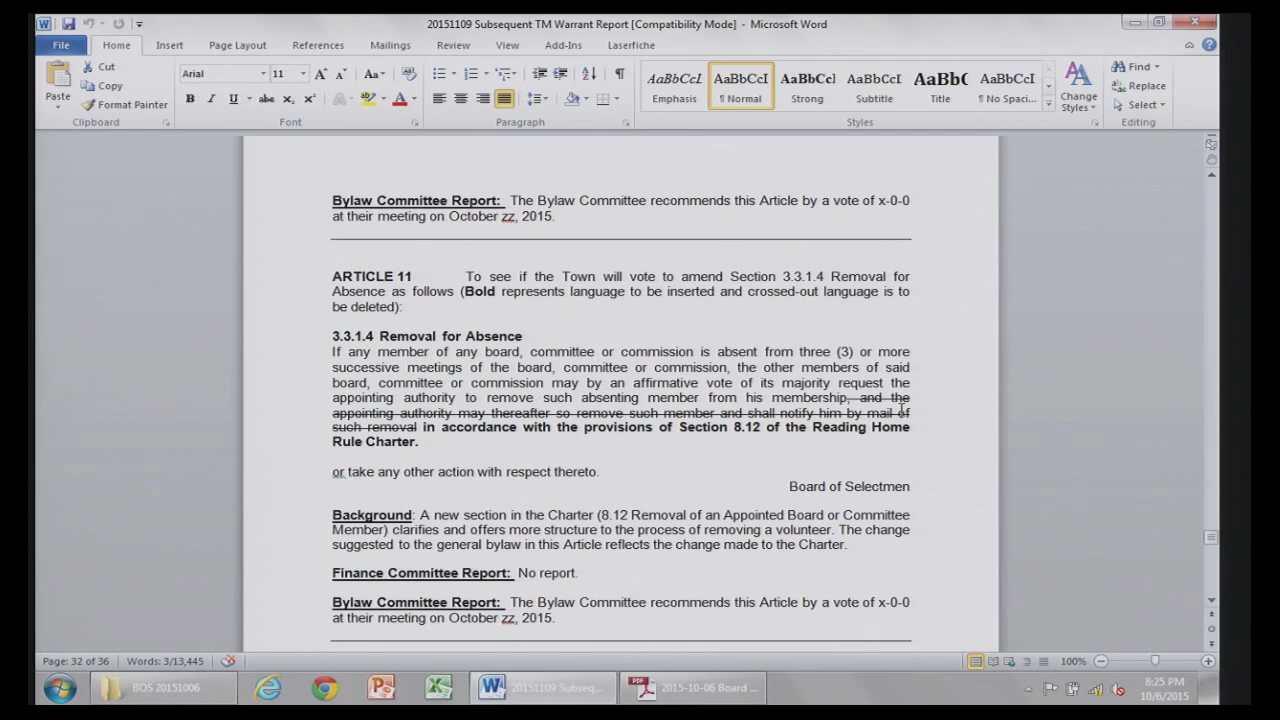 20151109 Subsequent TM Warrant Report [Compatibility Mode] - Microsoft Word
File Home Insert Page Layout References Mailings Review View Add-Ins Laserfiche
Paste Cut Copy Format Painter
Arial 11
AaBbCcI AaBbCcI AaBbCcI AaBbCcI AaBbC AaBbCcI
Emphasis ¶ Normal Strong Subtitle Title ¶ No Spaci...
Change Styles
Find Replace Select
Clipboard Font Paragraph Styles Editing
Bylaw Committee Report: The Bylaw Committee recommends this Article by a vote of x-0-0
at their meeting on October zz, 2015.
ARTICLE 11 To see if the Town will vote to amend Section 3.3.1.4 Removal for
Absence as follows (Bold represents language to be inserted and crossed-out language is to
be deleted):
3.3.1.4 Removal for Absence
If any member of any board, committee or commission is absent from three (3) or more
successive meetings of the board, committee or commission, the other members of said
board, committee or commission may by an affirmative vote of its majority request the
appointing authority to remove such absenting member from his membership, and the
appointing authority may thereafter so remove such member and shall notify him by mail of
such removal in accordance with the provisions of Section 8.12 of the Reading Home
Rule Charter.
or take any other action with respect thereto.
Board of Selectmen
Background: A new section in the Charter (8.12 Removal of an Appointed Board or Committee
Member) clarifies and offers more structure to the process of removing a volunteer. The change
suggested to the general bylaw in this Article reflects the change made to the Charter.
Finance Committee Report: No report.
Bylaw Committee Report: The Bylaw Committee recommends this Article by a vote of x-0-0
at their meeting on October zz, 2015.
Page: 32 of 36 Words: 3/13,445 100%
BOS 20151006 20151109 Subseq... 2015-10-06 Board ... 8:25 PM
10/6/2015